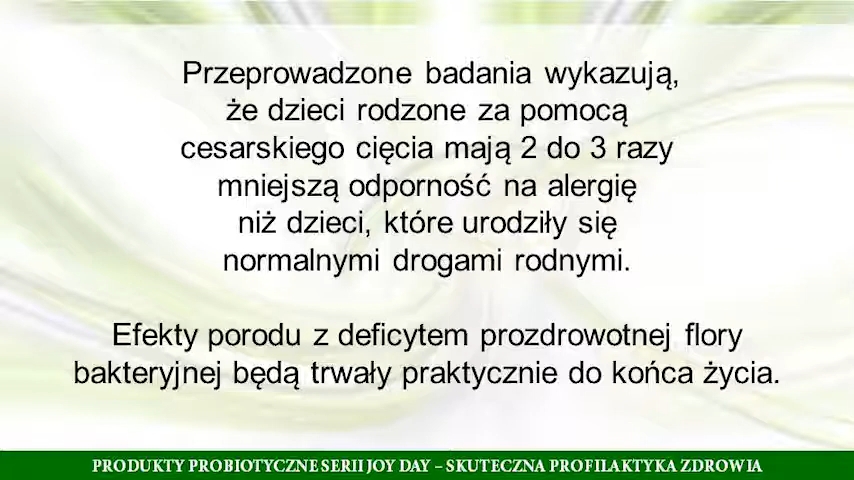 Przeprowadzone badania wykazują,
że dzieci rodzone za pomocą
cesarskiego cięcia mają 2 do 3 razy
mniejszą odporność na alergię
niż dzieci, które urodziły się
normalnymi drogami rodnymi.
Efekty porodu z deficytem prozdrowotnej flory
bakteryjnej będą trwały praktycznie do końca życia.
PRODUKTY PROBIOTYCZNE SERII JOY DAY – SKUTECZNA PROFILAKTYKA ZDROWIA